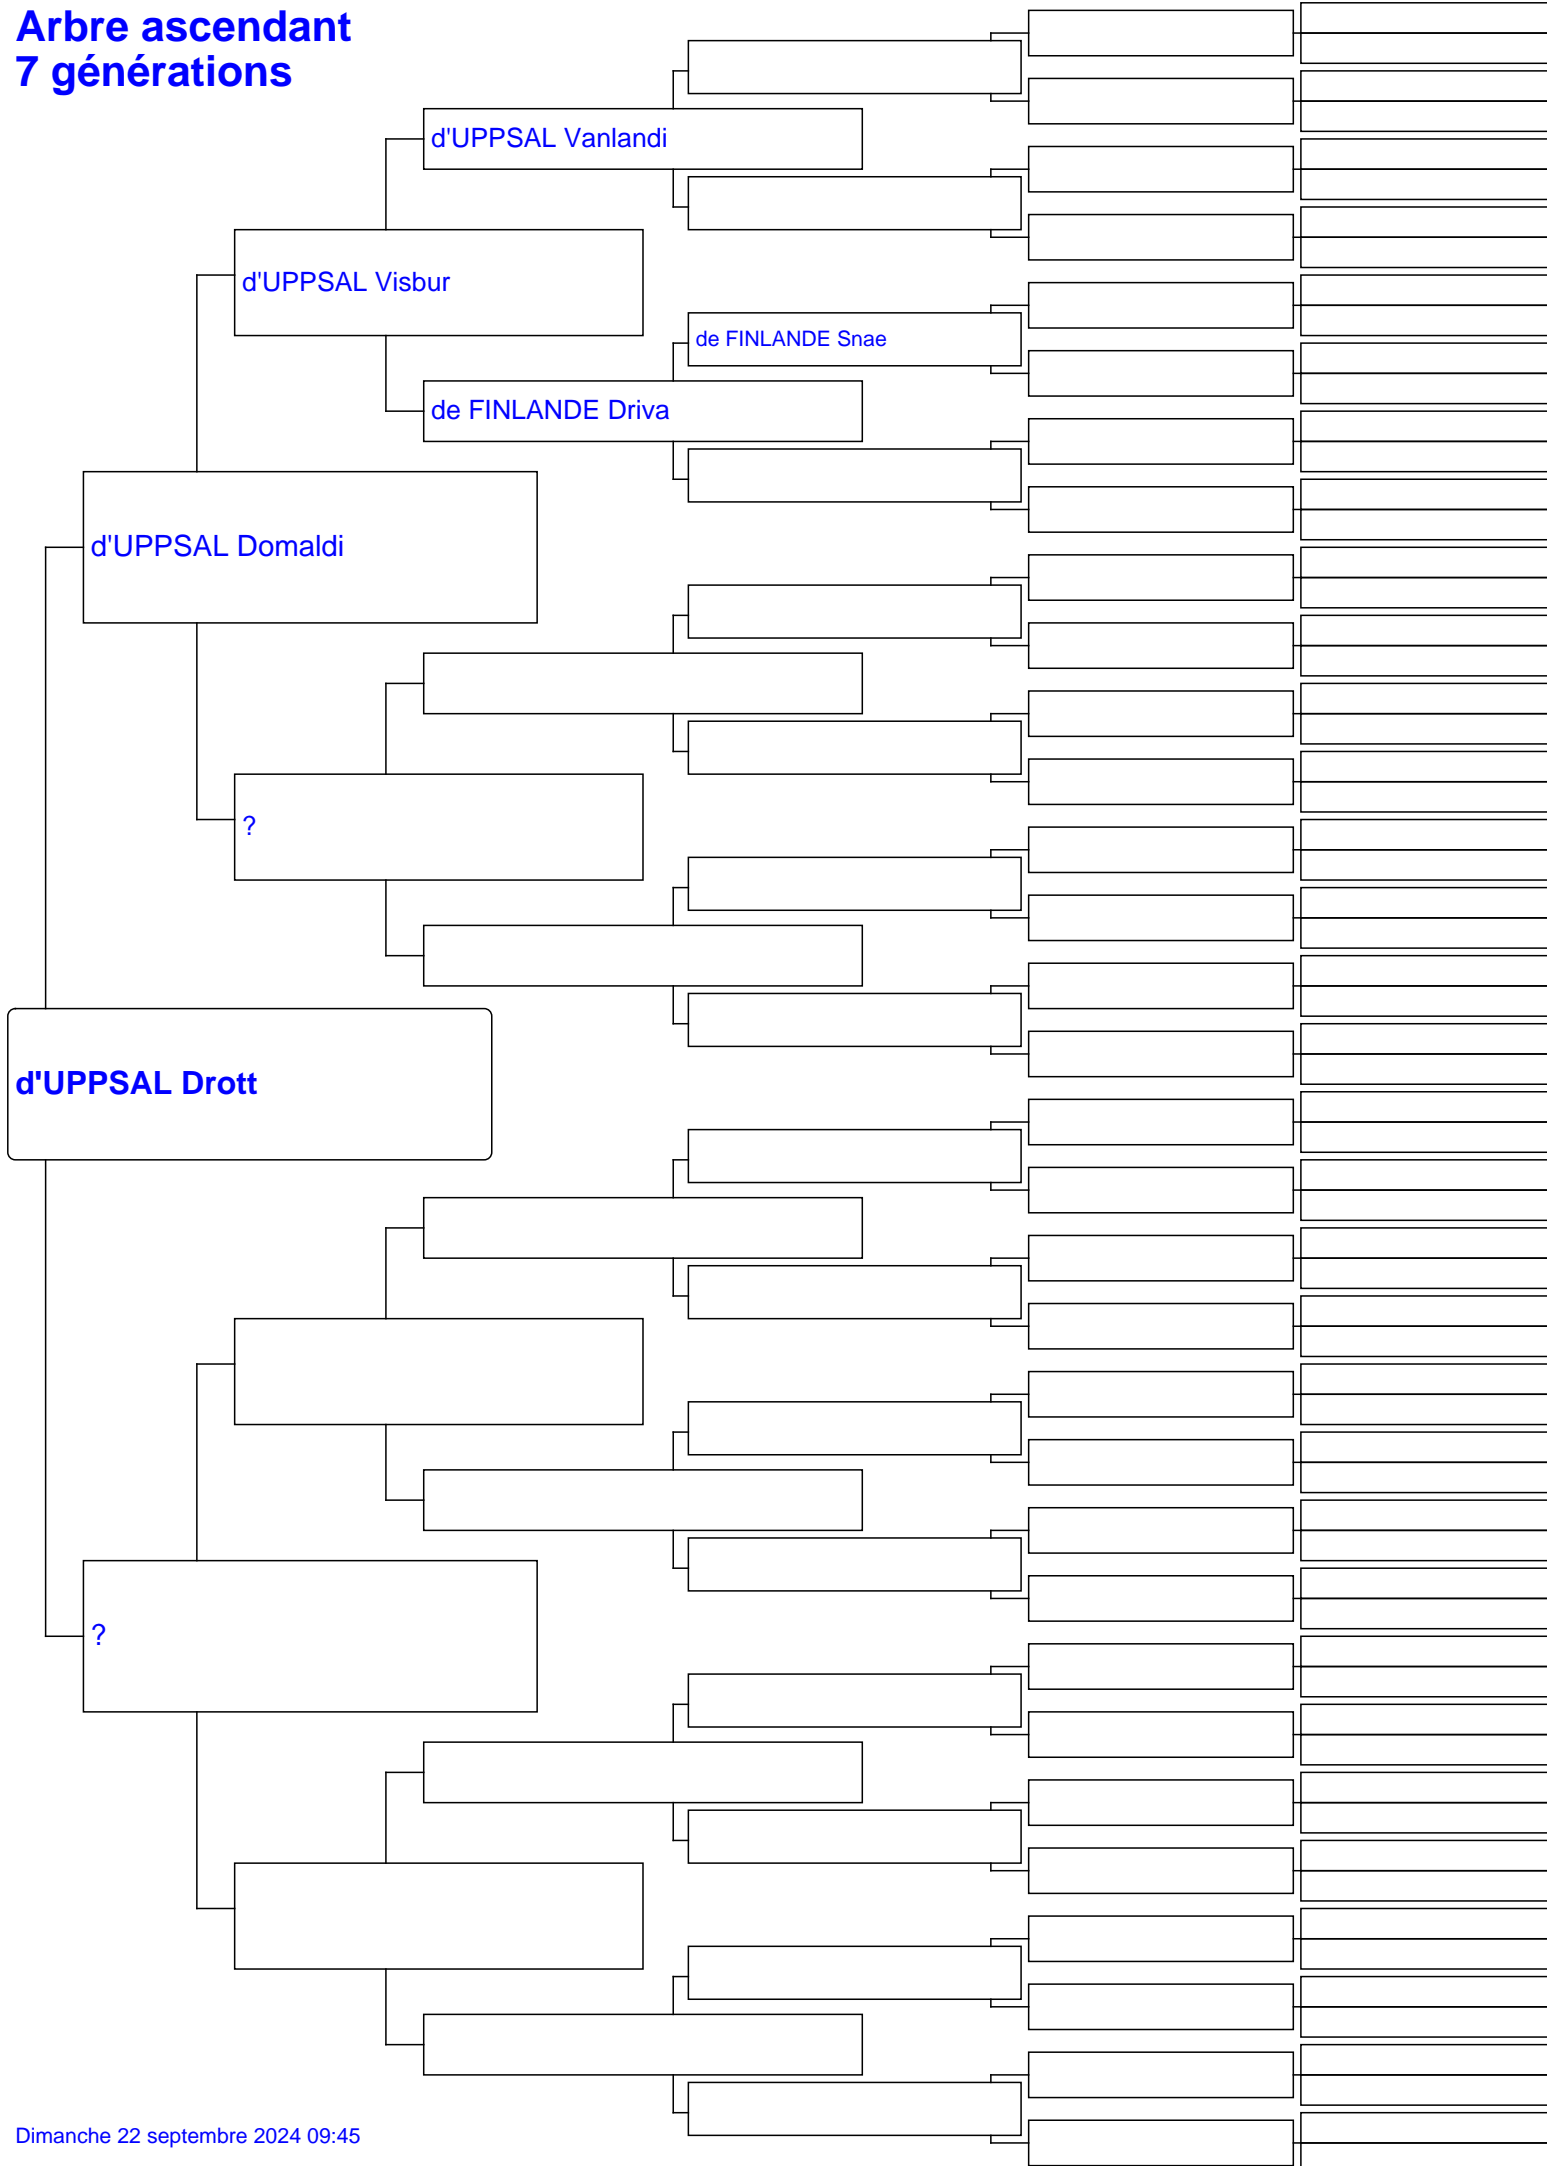 Arbre ascendant
7 générations
d'UPPSAL Vanlandi
d'UPPSAL Visbur
de FINLANDE Snae
de FINLANDE Driva
d'UPPSAL Domaldi
?
d'UPPSAL Drott
?
Dimanche 22 septembre 2024 09:45